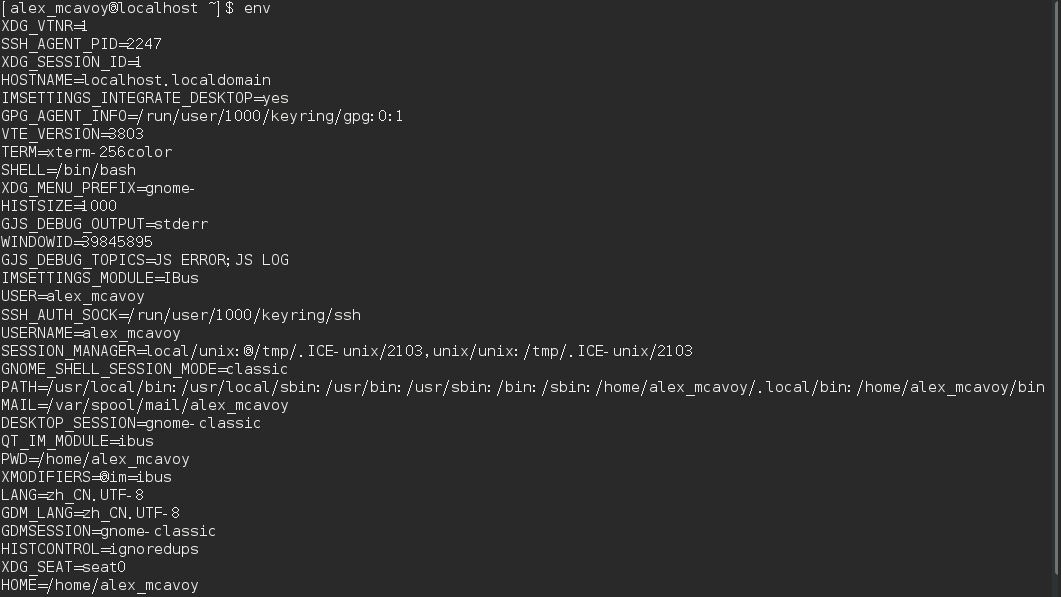 [alex_mcavoy@localhost ~]$ env
XDG_VTNR=1
SSH_AGENT_PID=2247
XDG_SESSION_ID=1
HOSTNAME=localhost.localdomain
IMSETTINGS_INTEGRATE_DESKTOP=yes
GPG_AGENT_INFO=/run/user/1000/keyring/gpg:0:1
VTE_VERSION=3803
TERM=xterm-256color
SHELL=/bin/bash
XDG_MENU_PREFIX=gnome-
HISTSIZE=1000
GJS_DEBUG_OUTPUT=stderr
WINDOWID=39845895
GJS_DEBUG_TOPICS=JS ERROR;JS LOG
IMSETTINGS_MODULE=IBus
USER=alex_mcavoy
SSH_AUTH_SOCK=/run/user/1000/keyring/ssh
USERNAME=alex_mcavoy
SESSION_MANAGER=local/unix:@/tmp/.ICE-unix/2103,unix/unix:/tmp/.ICE-unix/2103
GNOME_SHELL_SESSION_MODE=classic
PATH=/usr/local/bin:/usr/local/sbin:/usr/bin:/usr/sbin:/bin:/sbin:/home/alex_mcavoy/.local/bin:/home/alex_mcavoy/bin
MAIL=/var/spool/mail/alex_mcavoy
DESKTOP_SESSION=gnome-classic
QT_IM_MODULE=ibus
PWD=/home/alex_mcavoy
XMODIFIERS=@im=ibus
LANG=zh_CN.UTF-8
GDM_LANG=zh_CN.UTF-8
GDMSESSION=gnome-classic
HISTCONTROL=ignoredups
XDG_SEAT=seat0
HOME=/home/alex_mcavoy